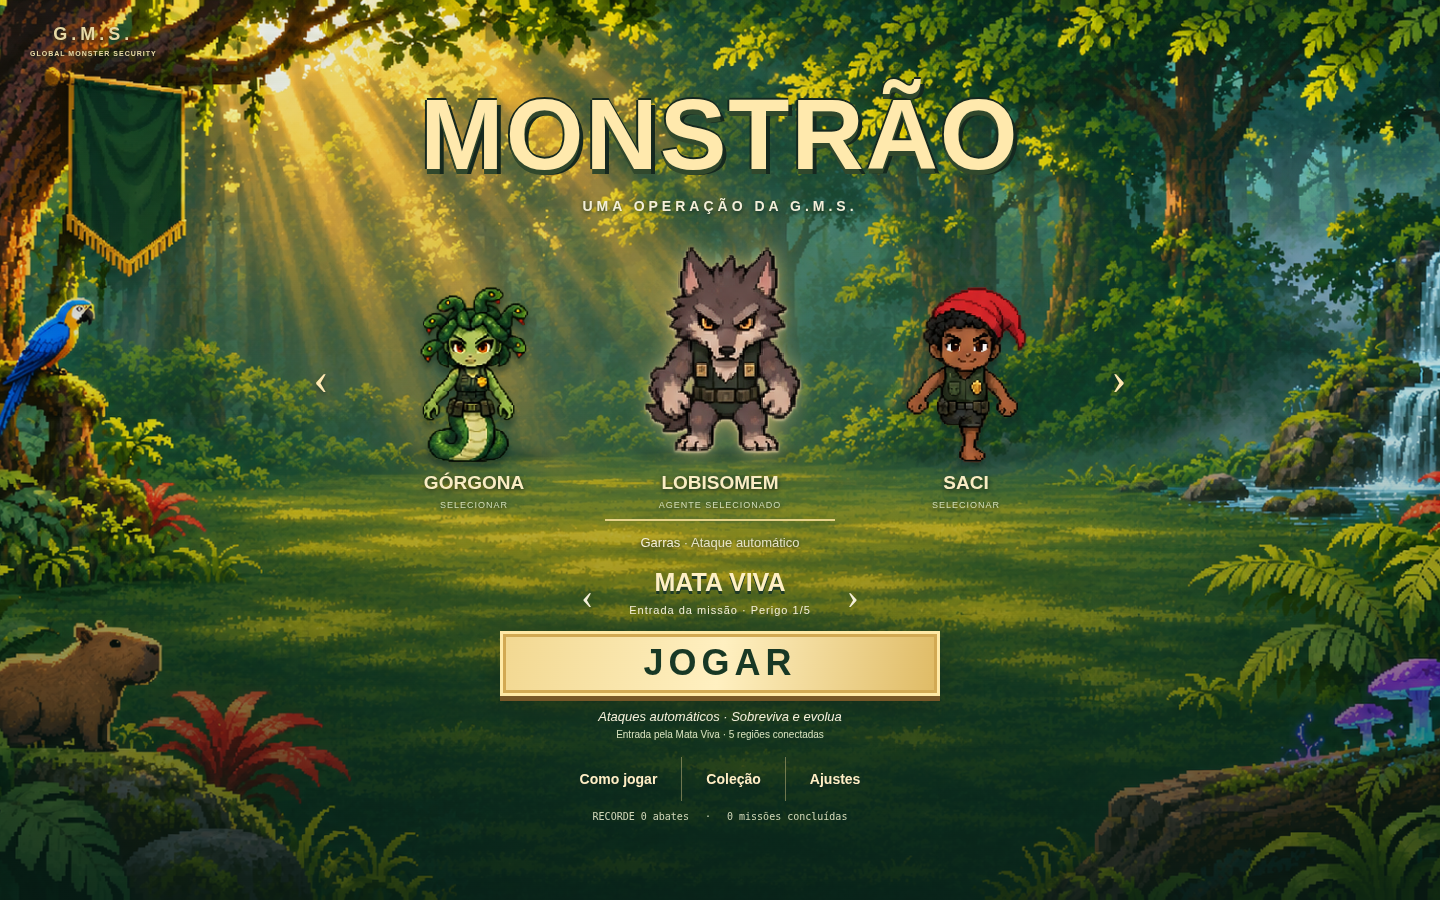 G.M.S.
GLOBAL MONSTER SECURITY
MONSTRÃO
UMA OPERAÇÃO DA G.M.S.
‹ ›
GÓRGONA LOBISOMEM SACI
SELECIONAR AGENTE SELECIONADO SELECIONAR
Garras · Ataque automático
MATA VIVA
‹ ›
Entrada da missão · Perigo 1/5
JOGAR
Ataques automáticos · Sobreviva e evolua
Entrada pela Mata Viva · 5 regiões conectadas
Como jogar Coleção Ajustes
RECORDE 0 abates · 0 missões concluídas